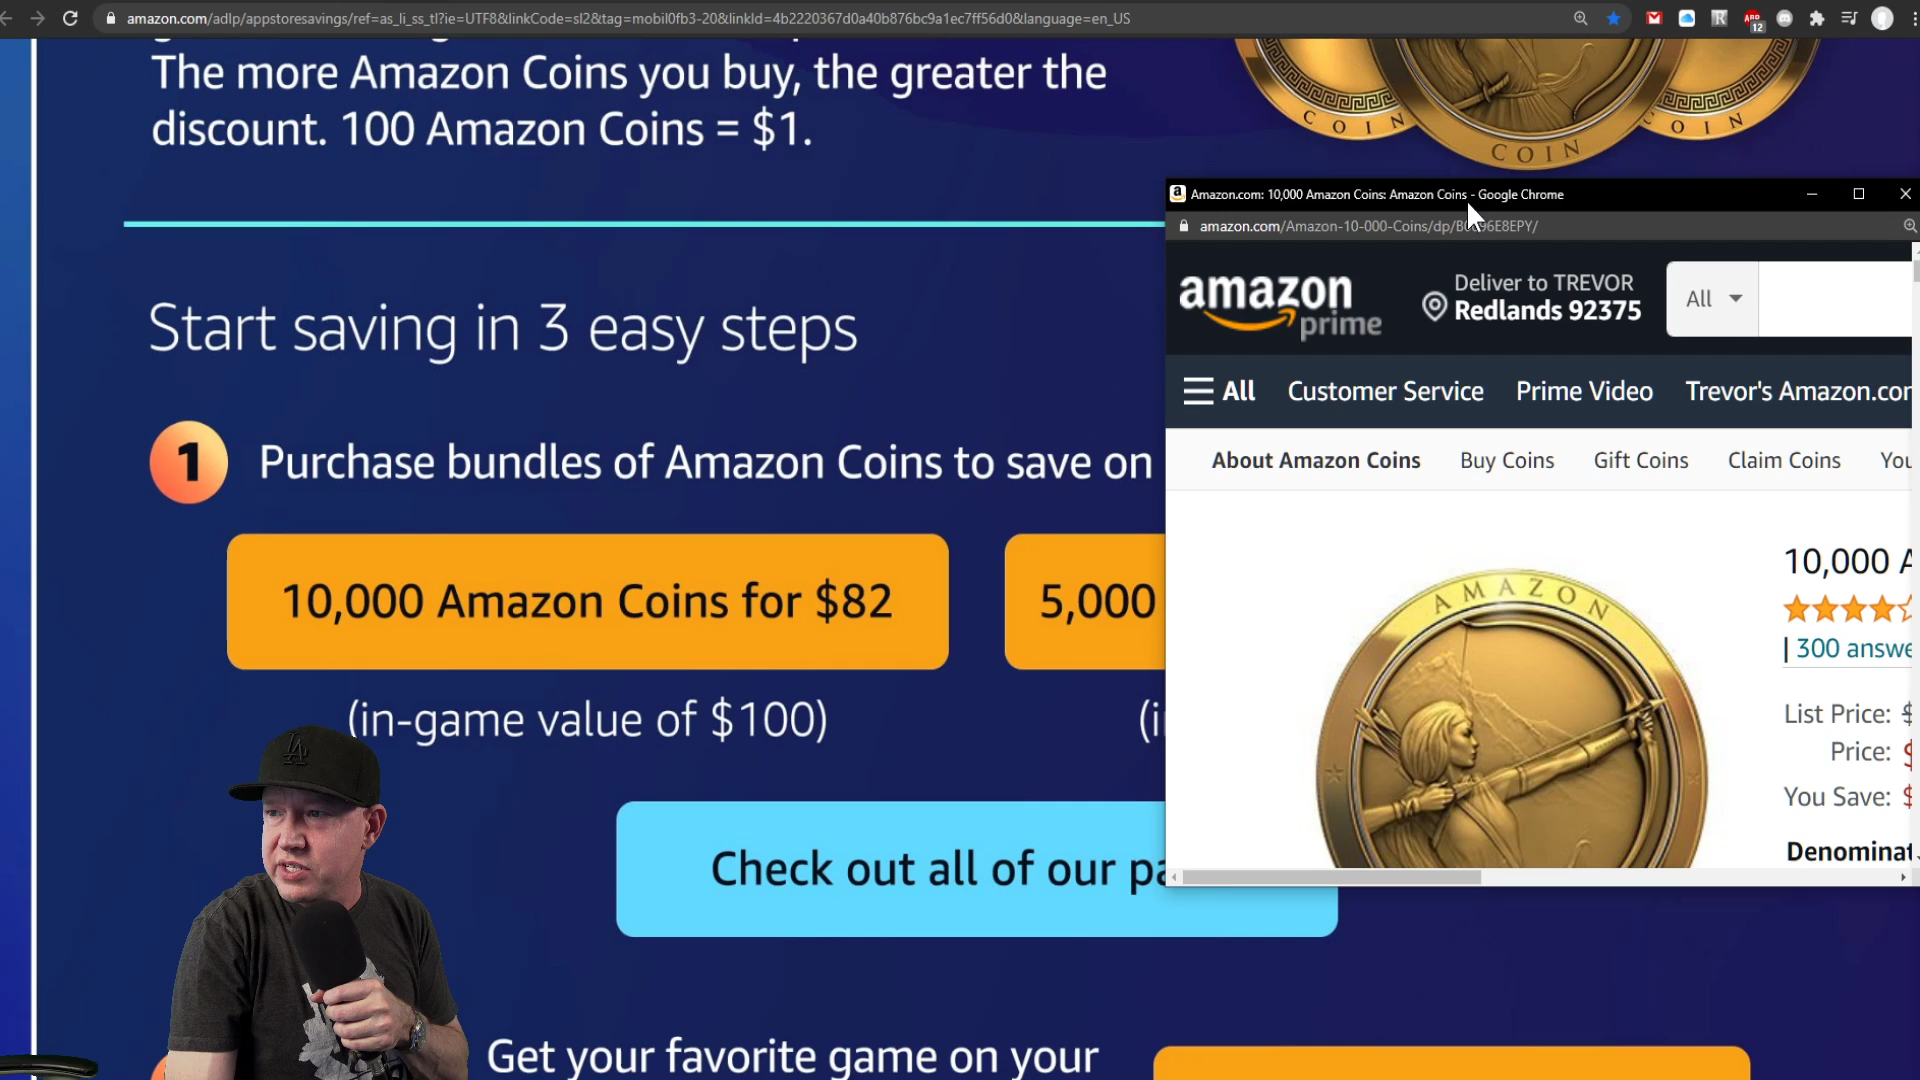 amazon.com/adlp/appstoresavings/ref=as_li_ss_tl?ie=UTF8&linkCode=sl2&tag=mobil0fb3-20&linkId=4b2220367d0a40b876bc9a1ec7ff56d0&language=en_US
12
The more Amazon Coins you buy, the greater the
discount. 100 Amazon Coins = $1.
COIN
COIN
OIN
Amazon.com: 10,000 Amazon Coins: Amazon Coins - Google Chrome
amazon.com/Amazon-10-000-Coins/dp/B096E8EPY/
amazon
prime
Deliver to TREVOR
Redlands 92375
All
All Customer Service Prime Video Trevor's Amazon.com
About Amazon Coins Buy Coins Gift Coins Claim Coins You
Start saving in 3 easy steps
1 Purchase bundles of Amazon Coins to save on
10,000 Amazon Coins for $82
5,000
(in-game value of $100)
(i
Check out all of our pa
AMAZON
10,000 A
| 300 answe
List Price: $
Price: $
You Save: $
Denominat
LA
Get your favorite game on your